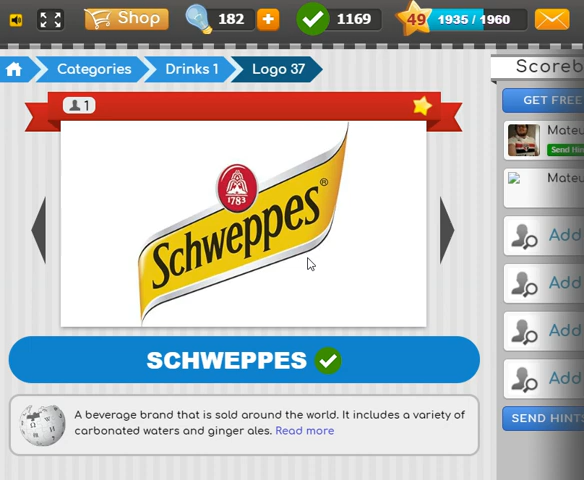 Shop 182 1169 49 1935 / 1960
Categories Drinks 1 Logo 37
Scoreb
1
GET FREE
Mateu
Send Hin
Mateu
1783
Schweppes®
Add
Add
Add
Add
SCHWEPPES
SEND HINTS
A beverage brand that is sold around the world. It includes a variety of
carbonated waters and ginger ales. Read more